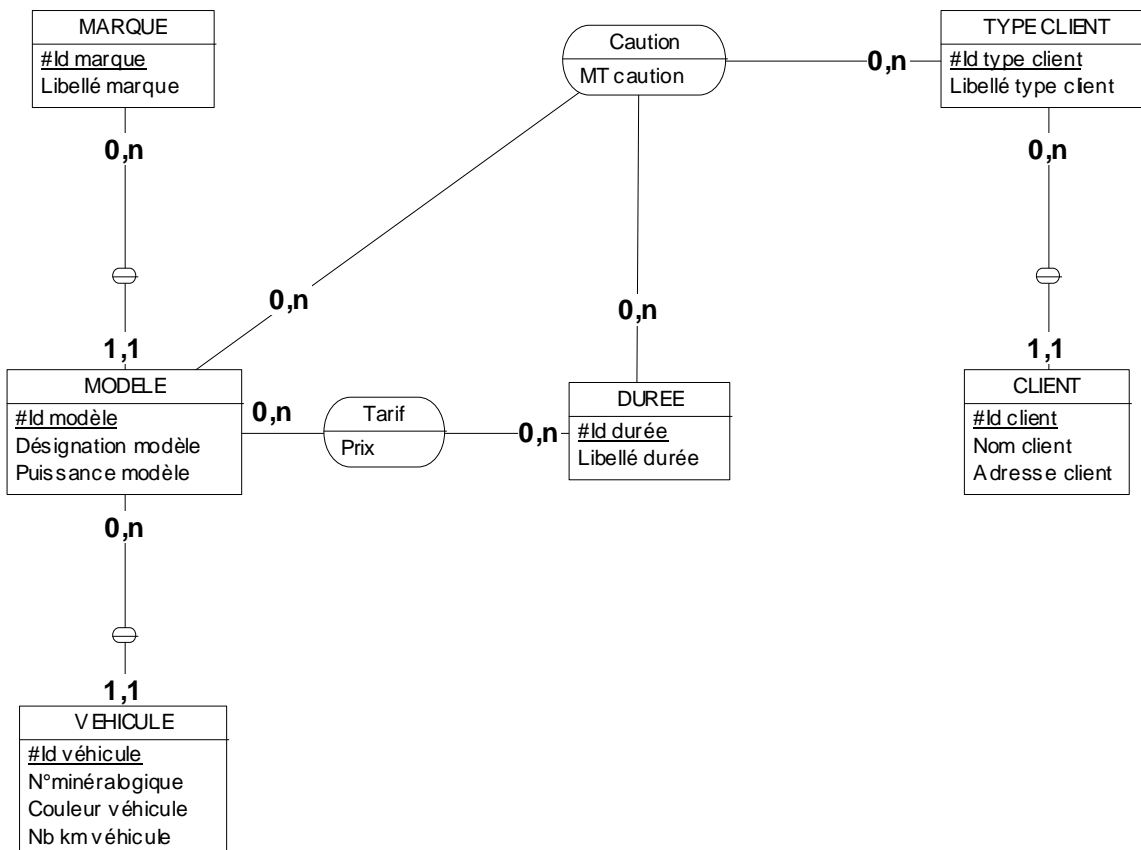 MARQUE
#Id marque
Libellé marque
0,n
1,1
Caution
MT caution
0,n
TYPE CLIENT
#Id type client
Libellé type client
0,n
1,1
0,n
0,n
MODELE
#Id modèle
Désignation modèle
Puissance modèle
0,n
Tarif
Prix
0,n
DUREE
#Id durée
Libellé durée
CLIENT
#Id client
Nom client
Adresse client
0,n
1,1
VEHICULE
#Id véhicule
N°minéralogique
Couleur véhicule
Nb km véhicule